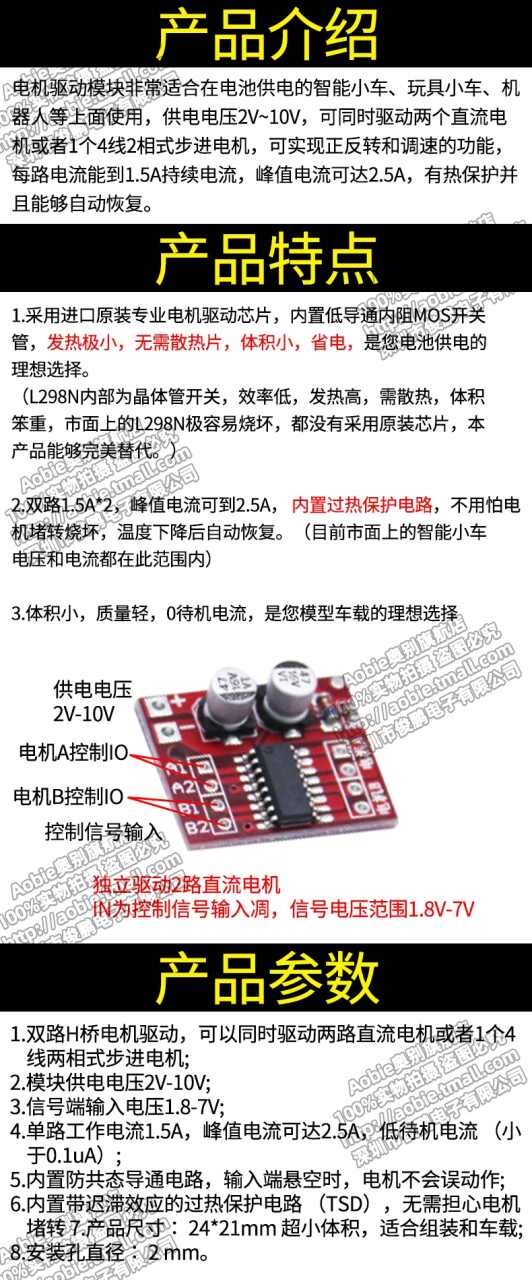 产品介绍
电机驱动模块非常适合在电池供电的智能小车、玩具小车、机
器人等上面使用，供电电压2V~10V，可同时驱动两个直流电
机或者1个4线2相式步进电机，可实现正反转和调速的功能，
每路电流能到1.5A持续电流，峰值电流可达2.5A，有热保护并
且能够自动恢复。
产品特点
1.采用进口原装专业电机驱动芯片，内置低导通内阻MOS开关
管，发热极小，无需散热片，体积小，省电，是您电池供电的
理想选择。
（L298N内部为晶体管开关，效率低，发热高，需散热，体积
笨重，市面上的L298N极容易烧坏，都没有采用原装芯片，本
产品能够完美替代。）
2.双路1.5A*2，峰值电流可到2.5A， 内置过热保护电路，不用怕电
机堵转烧坏，温度下降后自动恢复。（目前市面上的智能小车
电压和电流都在此范围内）
3.体积小，质量轻，0待机电流，是您模型车载的理想选择
供电电压
2V-10V
+
-
电机A控制IO
A1
A2
电机B控制IO
B1
B2
控制信号输入
电机A
电机B
独立驱动2路直流电机
IN为控制信号输入凋，信号电压范围1.8V-7V
产品参数
1.双路H桥电机驱动，可以同时驱动两路直流电机或者1个4
线两相式步进电机;
2.模块供电电压2V-10V;
3.信号端输入电压1.8-7V;
4.单路工作电流1.5A，峰值电流可达2.5A，低待机电流 （小
于0.1uA）;
5.内置防共态导通电路，输入端悬空时，电机不会误动作;
6.内置带迟滞效应的过热保护电路 （TSD） ，无需担心电机
堵转 7.产品尺寸：24*21mm 超小体积，适合组装和车载;
8.安装孔直径：2 mm。
Aobie奥别旗舰店
100%实物拍摄 盗图必究
http://aobie.tmall.com
深圳市俊鹏电子有限公司